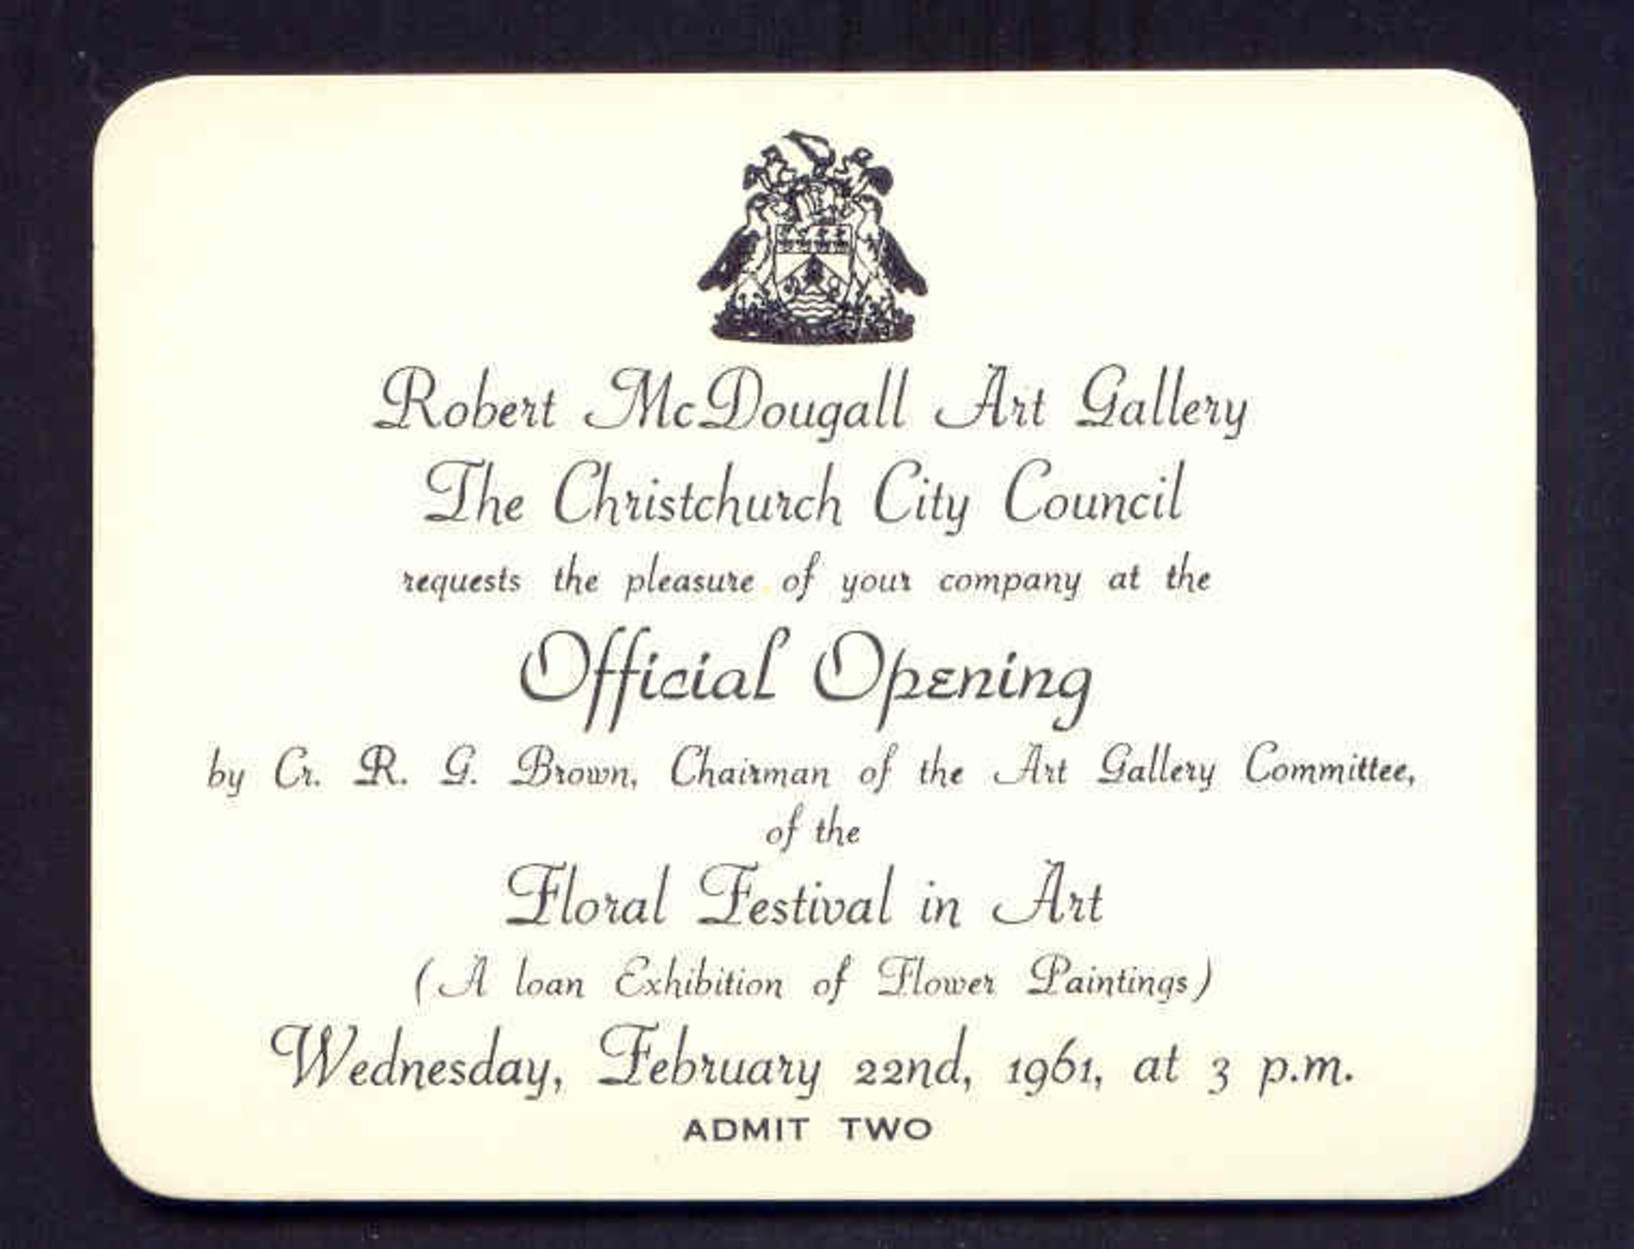 Robert McDougall Art Gallery
The Christchurch City Council
requests the pleasure of your company at the
Official Opening
by Cr. R. G. Brown, Chairman of the Art Gallery Committee,
of the
Floral Festival in Art
(A loan Exhibition of Flower Paintings)
Wednesday, February 22nd, 1961, at 3 p.m.
ADMIT TWO